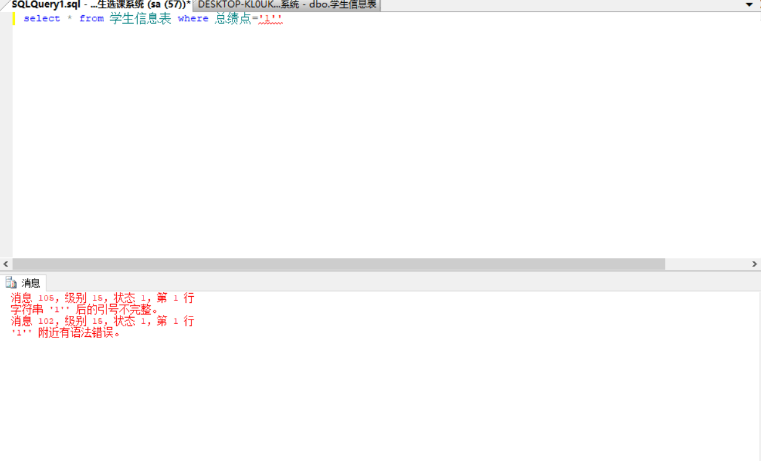 SQLQuery1.sql - ...生选课系统 (sa (57))* DESKTOP-KL0UK...系统 - dbo.学生信息表
select * from 学生信息表 where 总绩点='1''
消息
消息 105，级别 15，状态 1，第 1 行
字符串 '1'' 后的引号不完整。
消息 102，级别 15，状态 1，第 1 行
'1'' 附近有语法错误。